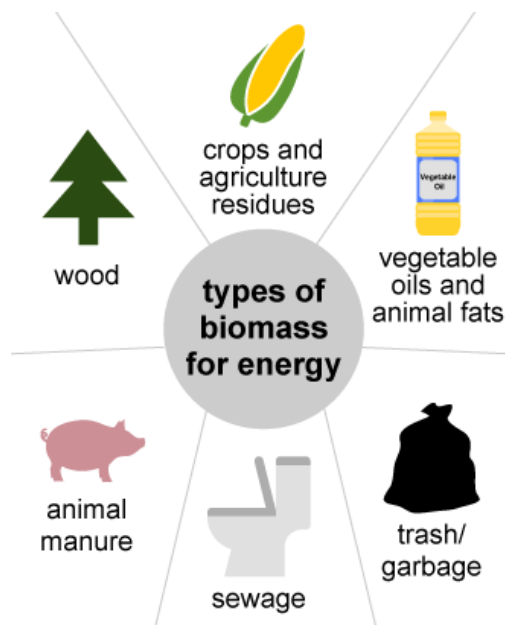 types of
biomass
for energy
crops and
agriculture
residues
Vegetable
Oil
vegetable
oils and
animal fats
trash/
garbage
sewage
animal
manure
wood